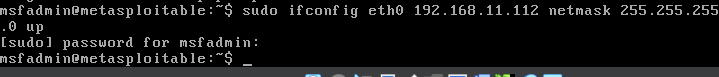 msfadmin@metasploitable:~$ sudo ifconfig eth0 192.168.11.112 netmask 255.255.255
.0 up
[sudo] password for msfadmin:
msfadmin@metasploitable:~$ _